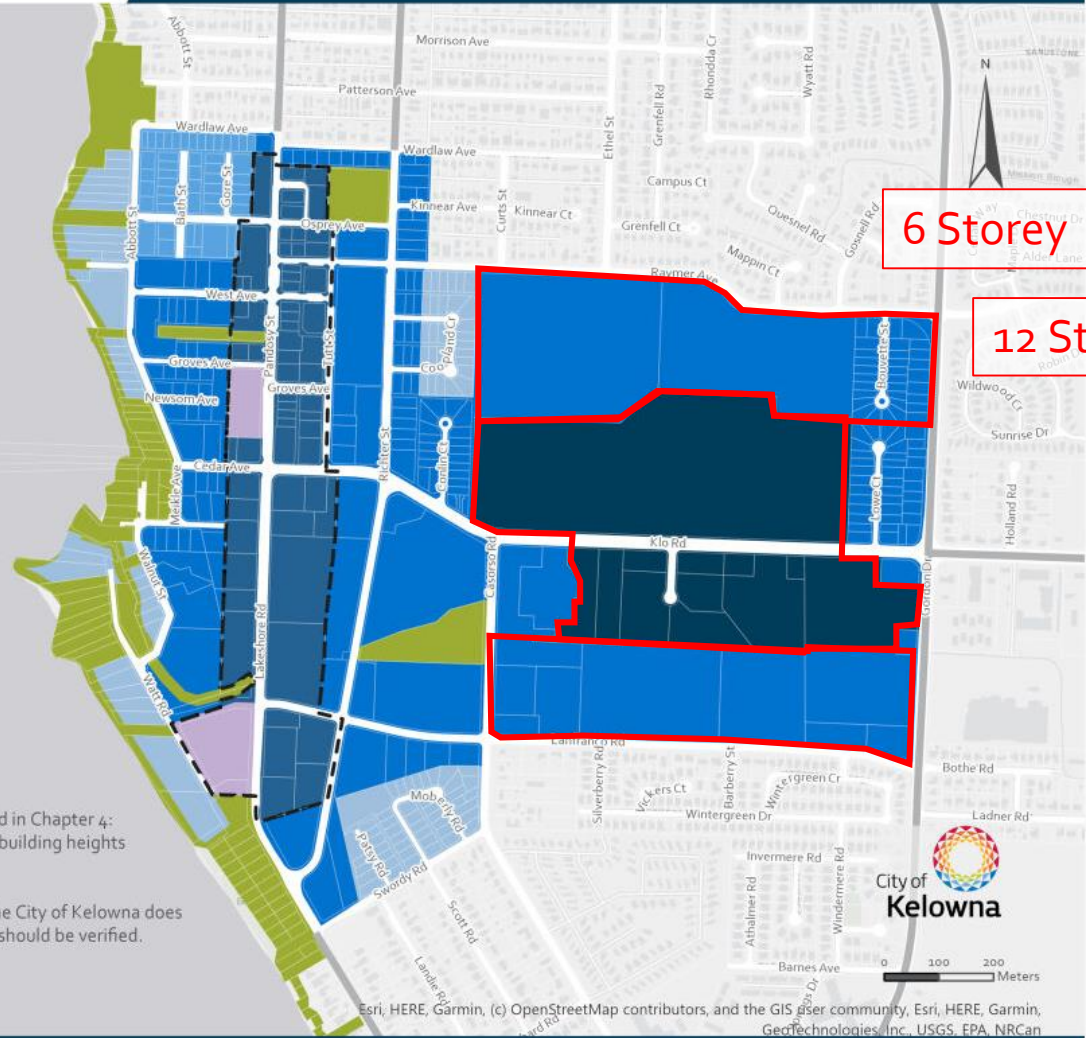 Abbott St
Morrison Ave
Rhondda Cr
Wyatt Rd
Patterson Ave
Grenfell Rd
Ethel St
N
Wardlaw Ave
Wardlaw Ave
Campus Ct
Bath St
Gore St
Abbott St
Kinnear Ave
Curts St
Kinnear Ct
Quesnel Rd
Gosnell Rd
6 Storey
Chestnut Dr
Alder Lane
Osprey Ave
Grenfell Ct
Mappin Ct
Raymer Ave
West Ave
12 St
Pandosy St
Tutt St
Groves Ave
Groves Ave
Bouvette St
Newsom Ave
Wildwood Cr
Sunrise Dr
Richter St
Conlin Ct
Cedar Ave
Meikle Ave
Lowe Ct
Holland Rd
Klo Rd
Walnut St
Casorso Rd
Gordon Dr
Lakeshore Rd
Watt Rd
Lanfranco Rd
Silverberry Rd
Vickers Ct
Barberry St
Wintergreen Cr
Wintergreen Dr
Bothe Rd
Ladner Rd
Moberly Rd
Patsy Rd
Swordy Rd
Scott Rd
Landie Rd
Invermere Rd
Athalmer Rd
Windermere Rd
Barnes Ave
d in Chapter 4:
building heights
e City of Kelowna does
should be verified.
City of
Kelowna
0 100 200
Meters
Esri, HERE, Garmin, (c) OpenStreetMap contributors, and the GIS user community, Esri, HERE, Garmin,
GeoTechnologies, Inc., USGS, EPA, NRCan